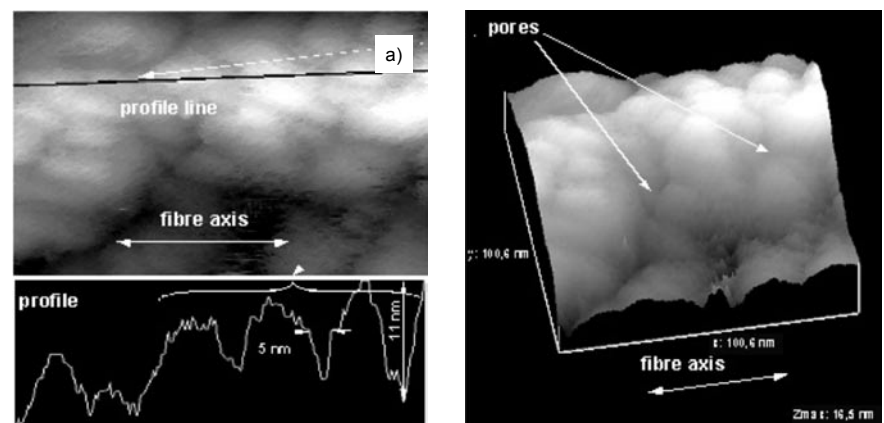 a)
profile line
fibre axis
profile
5 nm
11 nm
pores
y: 100,6 nm
x: 100,6 nm
fibre axis
Zmax: 16,5 nm